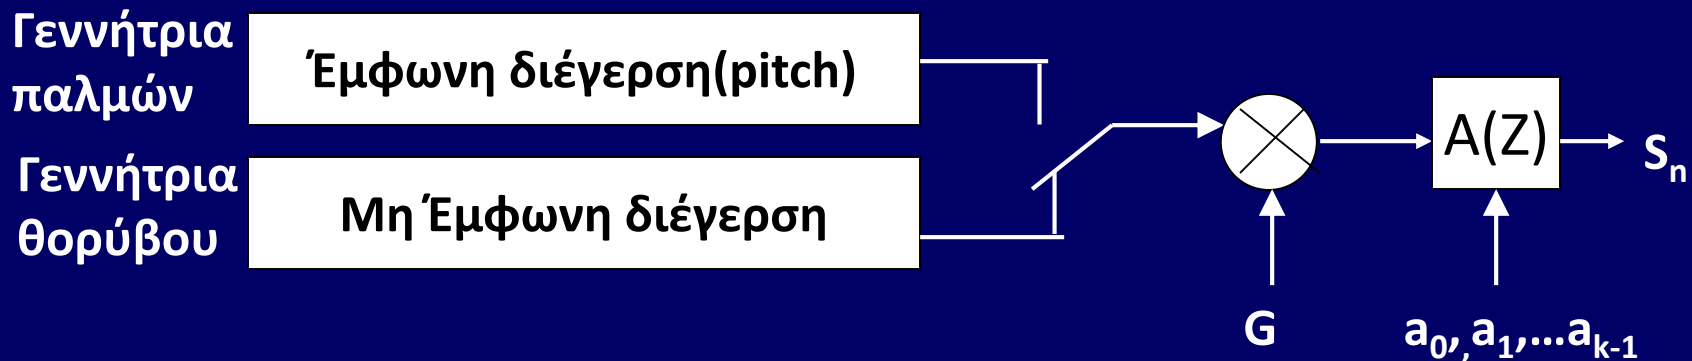 Γεννήτρια
παλμών
Έμφωνη διέγερση(pitch)
Γεννήτρια
θορύβου
Μη Έμφωνη διέγερση
A(Z)
Sn
G
a0,,a1,...ak-1